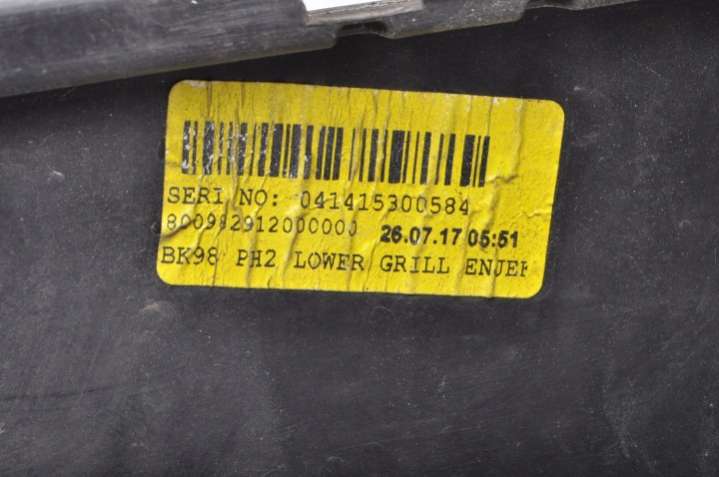 SERI NO: 041415300584
800982912000000 26.07.17 05:51
BK98 PH2 LOWER GRILL ENJEK